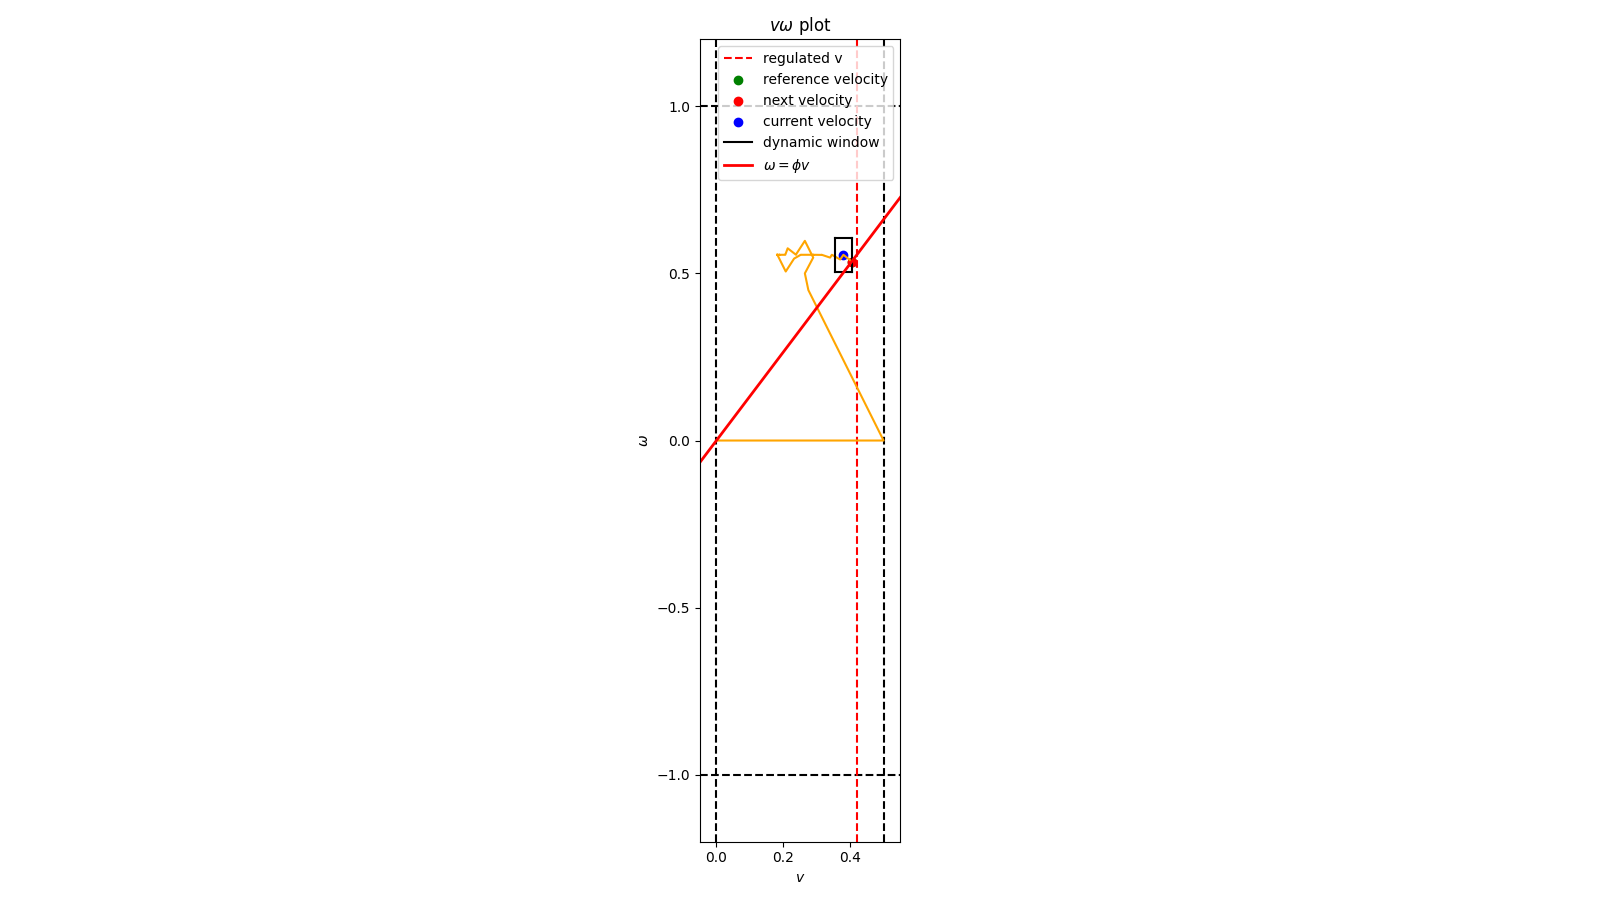 vω plot
regulated v
reference velocity
next velocity
current velocity
dynamic window
ω = ϕv
1.0
0.5
0.0
−0.5
−1.0
ω
0.0 0.2 0.4
v